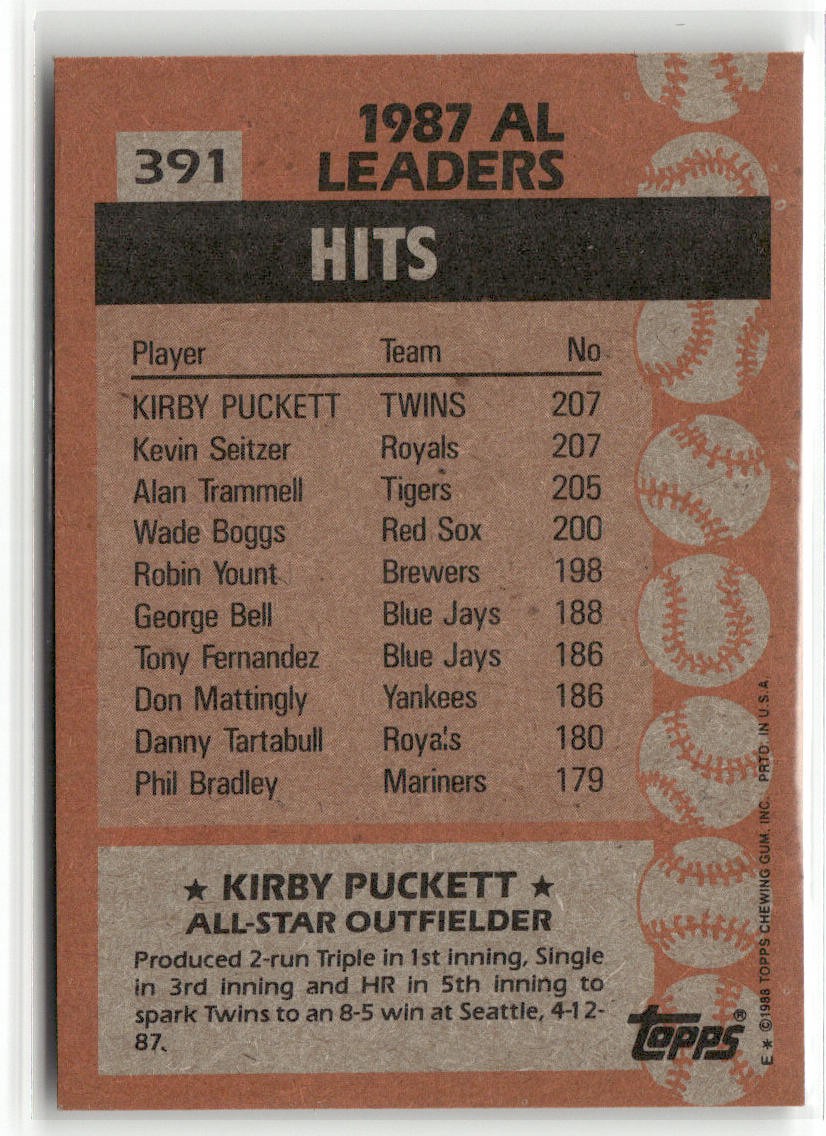 391
1987 AL
LEADERS
HITS
Player Team No
KIRBY PUCKETT TWINS 207
Kevin Seitzer Royals 207
Alan Trammell Tigers 205
Wade Boggs Red Sox 200
Robin Yount Brewers 198
George Bell Blue Jays 188
Tony Fernandez Blue Jays 186
Don Mattingly Yankees 186
Danny Tartabull Royals 180
Phil Bradley Mariners 179
★ KIRBY PUCKETT ★
ALL-STAR OUTFIELDER
Produced 2-run Triple in 1st inning, Single
in 3rd inning and HR in 5th inning to
spark Twins to an 8-5 win at Seattle, 4-12-
87.
TOPPS®
E✶ ©1988 TOPPS CHEWING GUM, INC. PRTD. IN U.S.A.